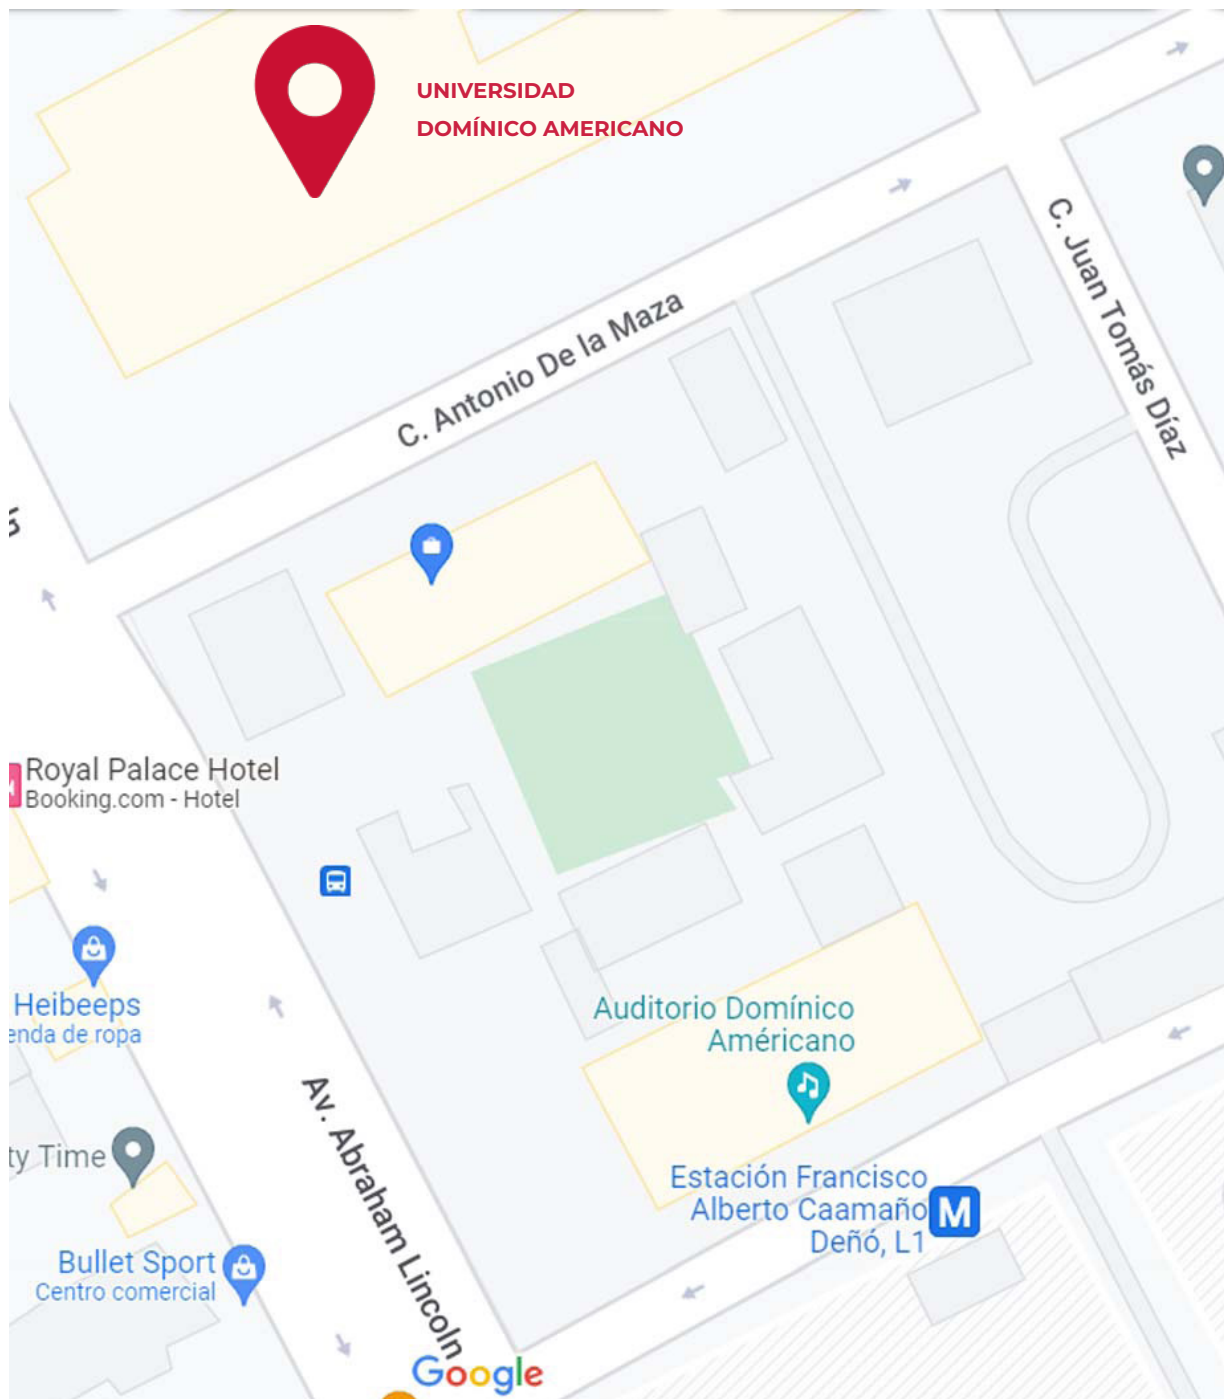 UNIVERSIDAD
DOMÍNICO AMERICANO
C. Juan Tomás Díaz
C. Antonio De la Maza
Royal Palace Hotel
Booking.com - Hotel
Heibeeps
enda de ropa
Auditorio Domínico
Américano
Av. Abraham Lincoln
ty Time
Estación Francisco
Alberto Caamaño
Deñó, L1
M
Bullet Sport
Centro comercial
Google